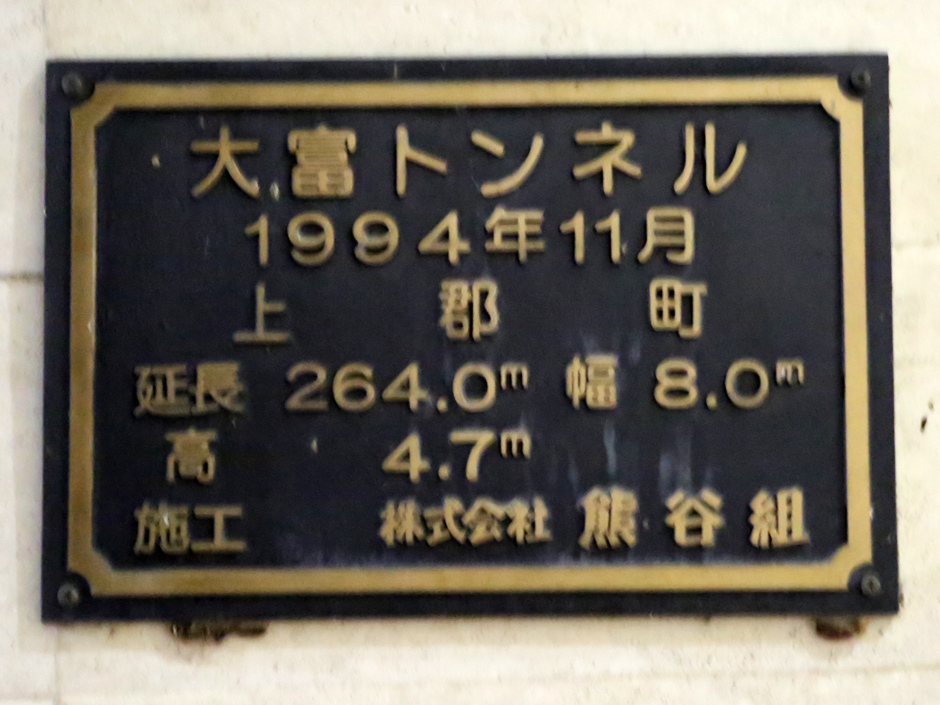 大富トンネル
1994年11月
上郡町
延長 264.0m 幅 8.0m
高 4.7m
施工 株式会社 熊谷組